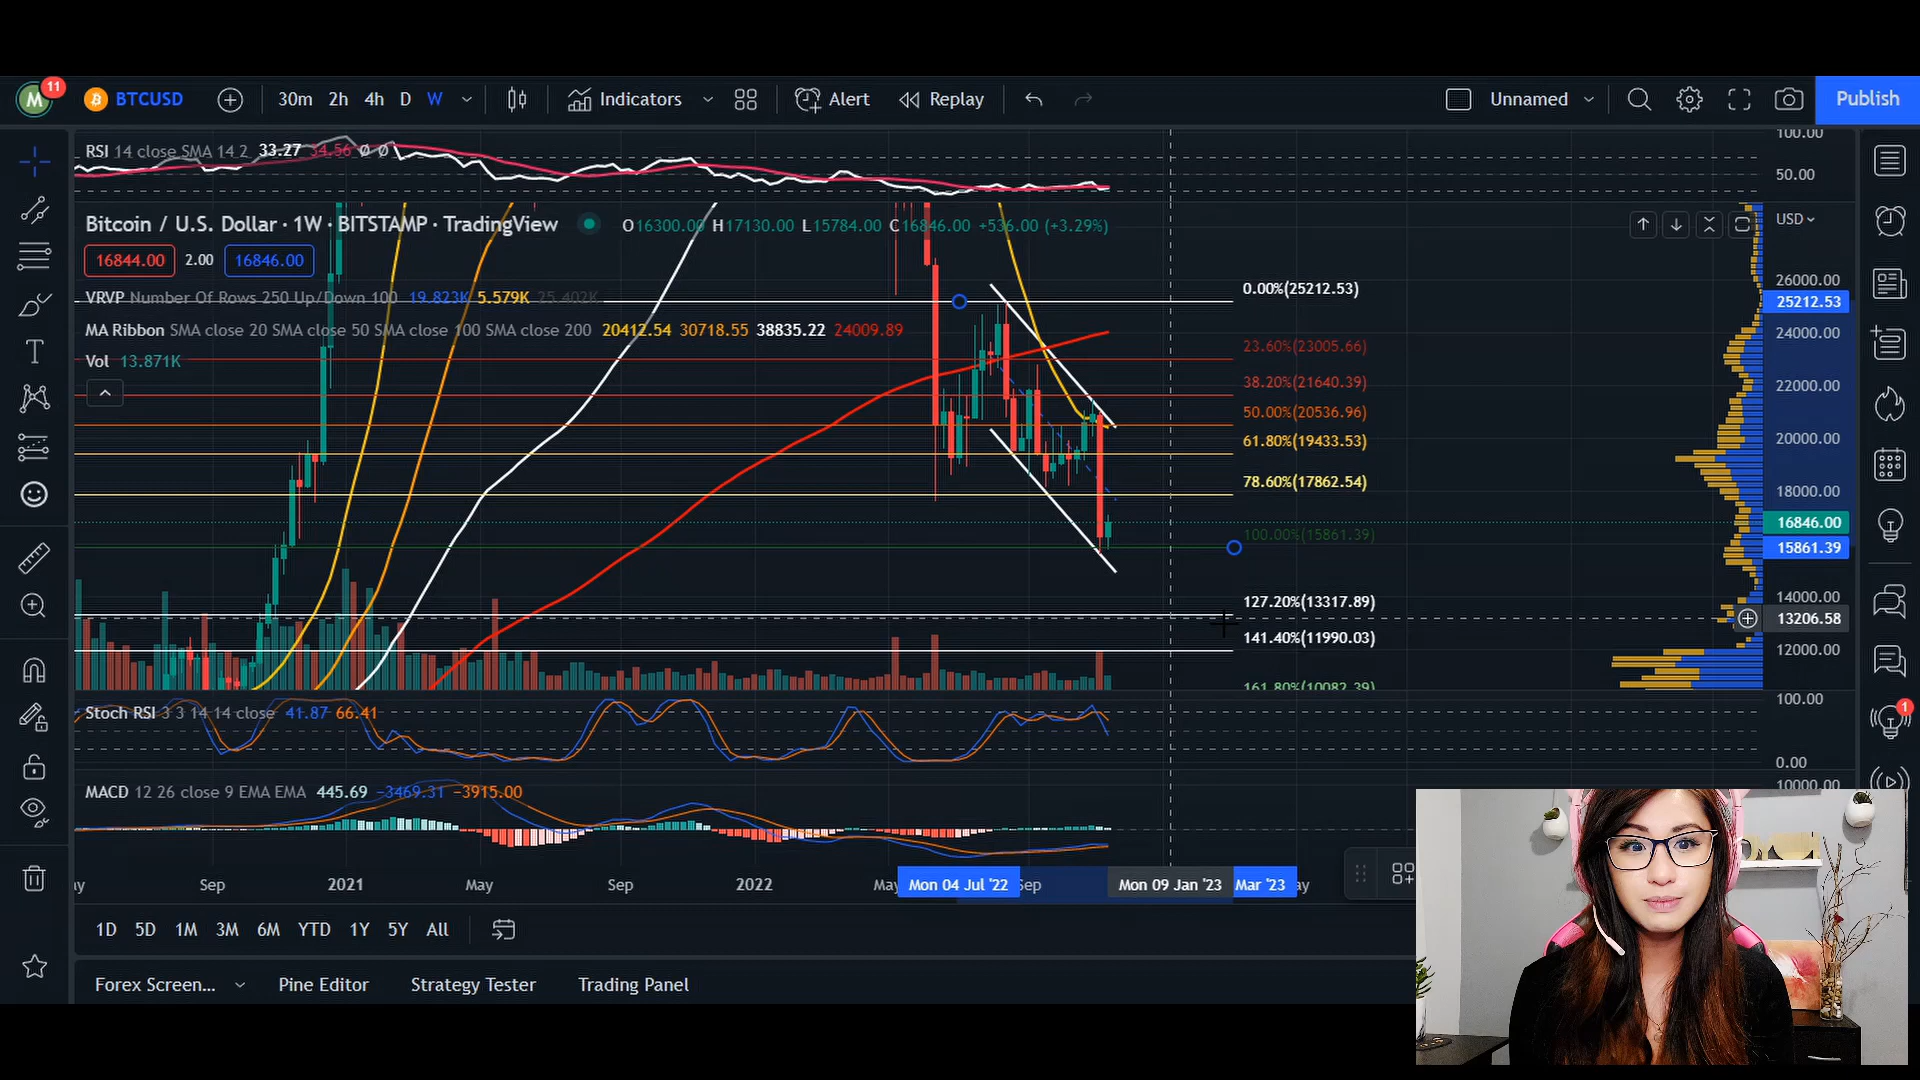 M 11 BTCUSD 30m 2h 4h D W Indicators Alert Replay Unnamed Publish
RSI 14 close SMA 14 2 33.27 34.56 Ø Ø
100.00
50.00
Bitcoin / U.S. Dollar · 1W · BITSTAMP · TradingView O16300.00 H17130.00 L15784.00 C16846.00 +536.00 (+3.29%)
USD
16844.00 2.00 16846.00
VRVP Number Of Rows 250 Up/Down 100 19.823K 5.579K 25.402K
MA Ribbon SMA close 20 SMA close 50 SMA close 100 SMA close 200 20412.54 30718.55 38835.22 24009.89
Vol 13.871K
0.00%(25212.53)
23.60%(23005.66)
38.20%(21640.39)
50.00%(20536.96)
61.80%(19433.53)
78.60%(17862.54)
100.00%(15861.39)
127.20%(13317.89)
141.40%(11990.03)
161.80%(10082.39)
26000.00
25212.53
24000.00
22000.00
20000.00
18000.00
16846.00
15861.39
14000.00
13206.58
12000.00
1
Stoch RSI 3 3 14 14 close 41.87 66.41
100.00
0.00
MACD 12 26 close 9 EMA EMA 445.69 −3469.31 −3915.00
10000.00
Sep 2021 May Sep 2022 May Mon 04 Jul '22 Sep Mon 09 Jan '23 Mar '23 ay
1D 5D 1M 3M 6M YTD 1Y 5Y All
Forex Screen... Pine Editor Strategy Tester Trading Panel